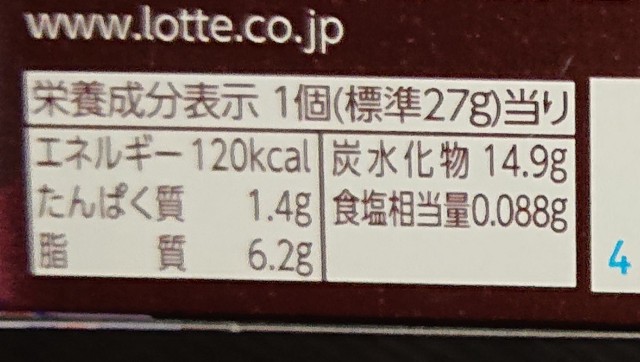 www.lotte.co.jp
栄養成分表示 1個(標準27g)当り
エネルギー 120kcal
たんぱく質 1.4g
脂質 6.2g
炭水化物 14.9g
食塩相当量 0.088g
4